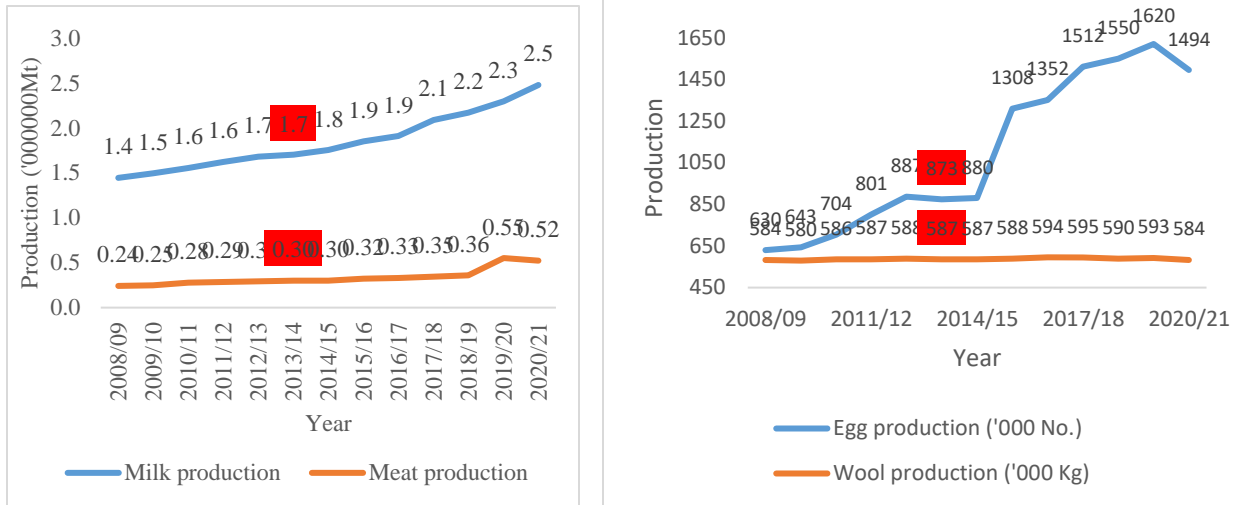 3.0
2.5
2.0
1.5
1.0
0.5
0.0
Production ('000000Mt)
1.4 1.5 1.6 1.6 1.7 1.7 1.8 1.9 1.9 2.1 2.2 2.3 2.5
0.24 0.25 0.28 0.29 0.3 0.30 0.30 0.32 0.33 0.35 0.36 0.55 0.52
2008/09
2009/10
2010/11
2011/12
2012/13
2013/14
2014/15
2015/16
2016/17
2017/18
2018/19
2019/20
2020/21
Year
Milk production
Meat production
1650
1450
1250
1050
850
650
450
Production
630 643 704 801 887 873 880 1308 1352 1512 1550 1620 1494
584 580 586 587 588 587 587 588 594 595 590 593 584
2008/09 2011/12 2014/15 2017/18 2020/21
Year
Egg production ('000 No.)
Wool production ('000 Kg)